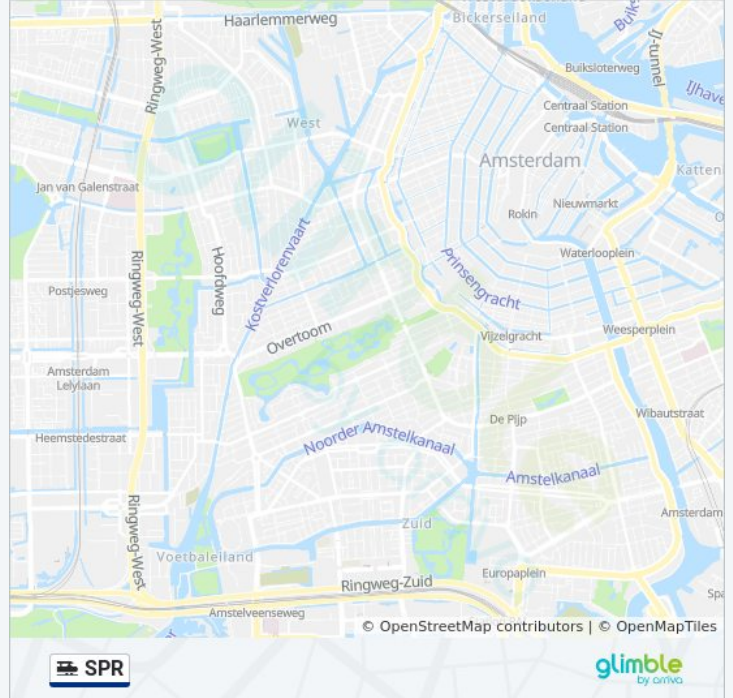 Haarlemmerweg
Bickerseiland
Ringweg-West
Buiksloterweg
IJ-tunnel
Centraal Station
Centraal Station
West
Amsterdam
Jan van Galenstraat
Nieuwmarkt
Rokin
Waterlooplein
Kostverlorenvaart
Hoofdweg
Ringweg-West
Prinsengracht
Postjesweg
Overtoom
Vijzelgracht
Weesperplein
Amsterdam
Lelylaan
De Pijp
Wibautstraat
Heemstedestraat
Noorder Amstelkanaal
Amstelkanaal
Ringweg-West
Amsterdam
Zuid
Voetbaleiland
Europaplein
Ringweg-Zuid
Amstelveenseweg
© OpenStreetMap contributors | © OpenMapTiles
SPR
glimble
by arriva